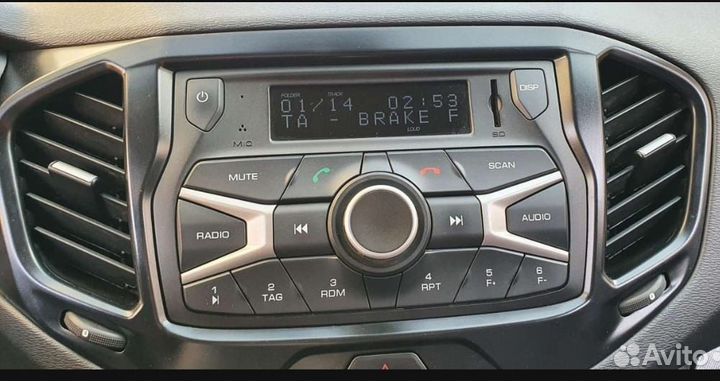 FOLDER TRACK
01/14 02:53
TA - BRAKE F
LOUD
DISP
MIC
SD
MUTE
SCAN
RADIO
AUDIO
1
2
TAG
3
RDM
4
RPT
5
F+
6
F-
Avito